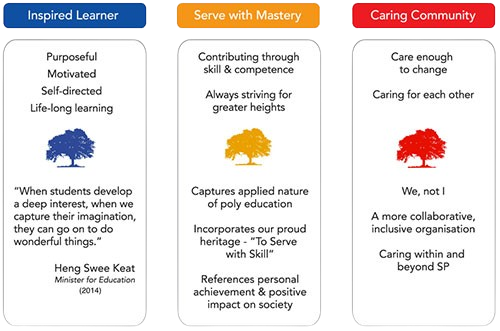 Inspired Learner
Purposeful
Motivated
Self-directed
Life-long learning
“When students develop
a deep interest, when we
capture their imagination,
they can go on to do
wonderful things.”
Heng Swee Keat
Minister for Education
(2014)
Serve with Mastery
Contributing through
skill & competence
Always striving for
greater heights
Captures applied nature
of poly education
Incorporates our proud
heritage - “To Serve
with Skill”
References personal
achievement & positive
impact on society
Caring Community
Care enough
to change
Caring for each other
We, not I
A more collaborative,
inclusive organisation
Caring within and
beyond SP